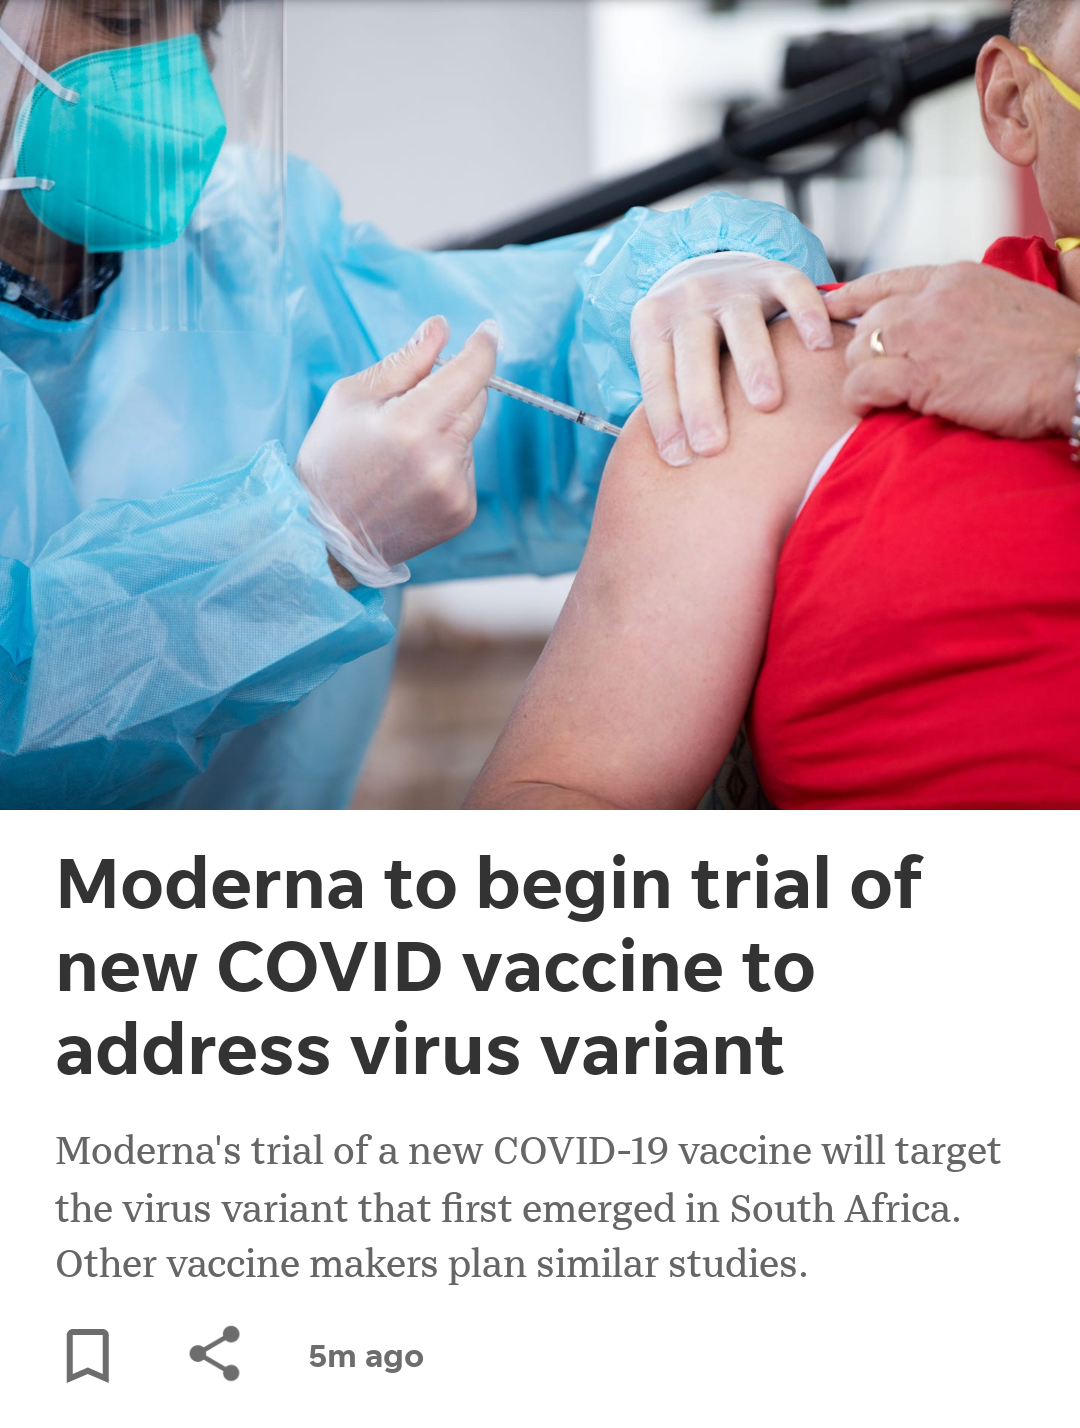 Moderna to begin trial of
new COVID vaccine to
address virus variant
Moderna's trial of a new COVID-19 vaccine will target
the virus variant that first emerged in South Africa.
Other vaccine makers plan similar studies.
5m ago